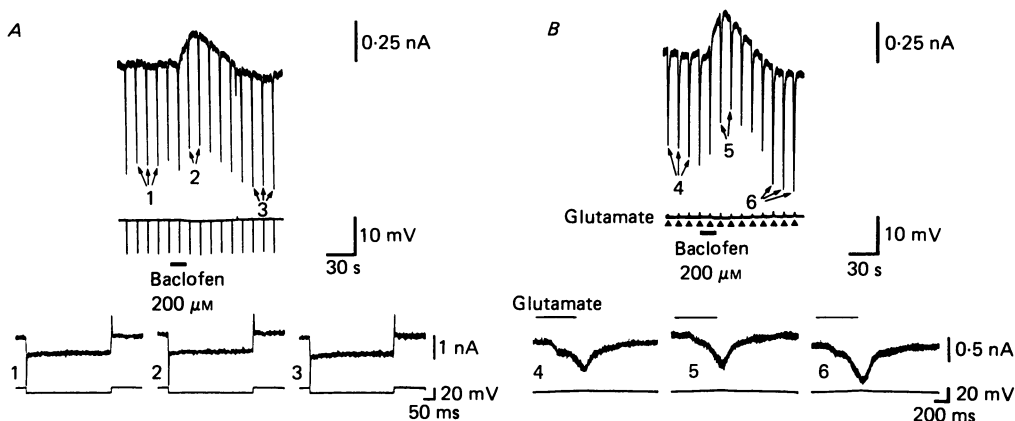 A
0·25 nA
1
2
3
10 mV
30 s
Baclofen
200 μM
1
2
3
1 nA
20 mV
50 ms
B
0·25 nA
4
5
6
Glutamate
10 mV
30 s
Baclofen
200 μM
Glutamate
4
5
6
0·5 nA
20 mV
200 ms